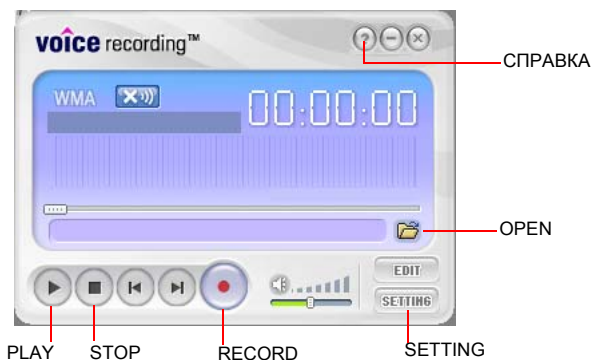 voice recording™
СПРАВКА
WMA
00:00:00
OPEN
EDIT
SETTING
PLAY
STOP
RECORD
SETTING